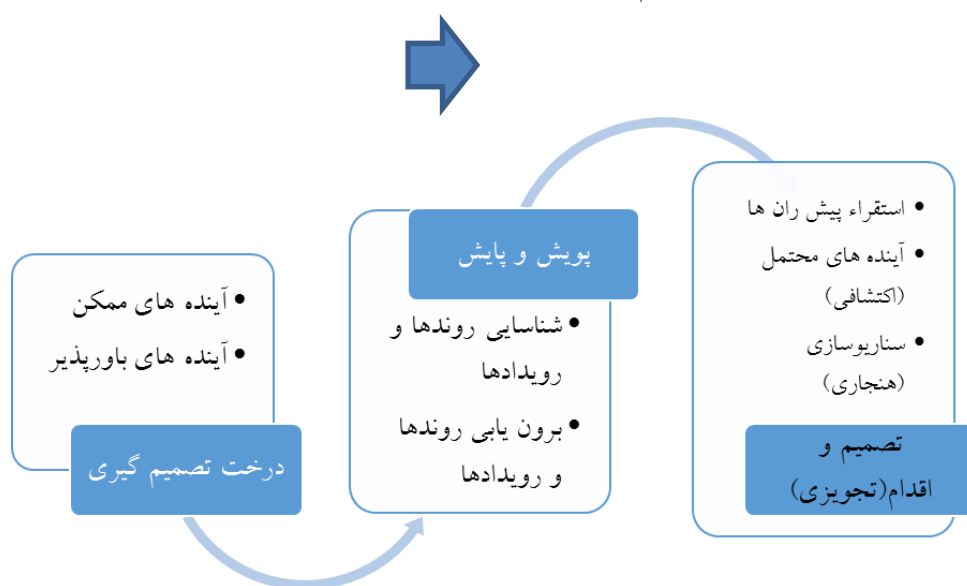 • آینده های ممکن
• آینده های باورپذیر
درخت تصمیم گیری
پویش و پایش
• شناسایی روندها و
رویدادها
• برون یابی روندها
و رویدادها
• استقراء پیش ران ها
• آینده های محتمل
(اکتشافی)
• سناریوسازی
(هنجاری)
تصمیم و
اقدام(تجویزی)